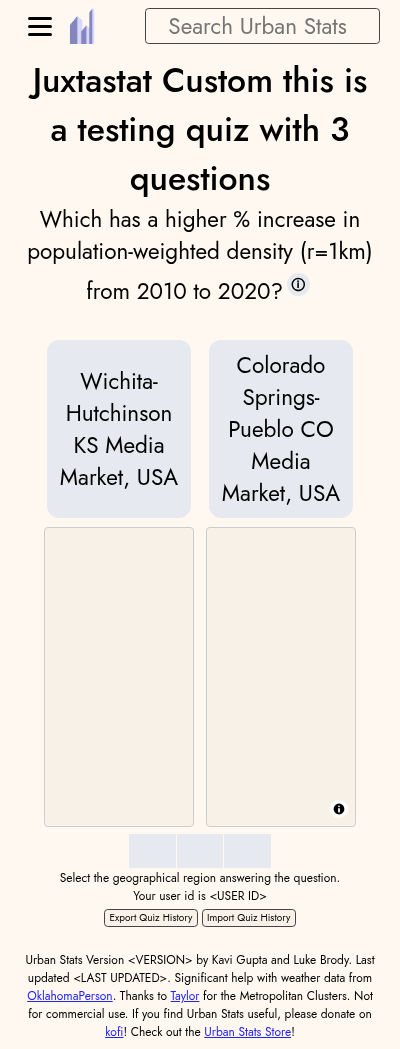 Search Urban Stats
Juxtastat Custom this is
a testing quiz with 3
questions
Which has a higher % increase in
population-weighted density (r=1km)
from 2010 to 2020? ⓘ
Wichita-
Hutchinson
KS Media
Market, USA
Colorado
Springs-
Pueblo CO
Media
Market, USA
Select the geographical region answering the question.
Your user id is <USER ID>
Export Quiz History Import Quiz History
Urban Stats Version <VERSION> by Kavi Gupta and Luke Brody. Last
updated <LAST UPDATED>. Significant help with weather data from
OklahomaPerson. Thanks to Taylor for the Metropolitan Clusters. Not
for commercial use. If you find Urban Stats useful, please donate on
kofi! Check out the Urban Stats Store!